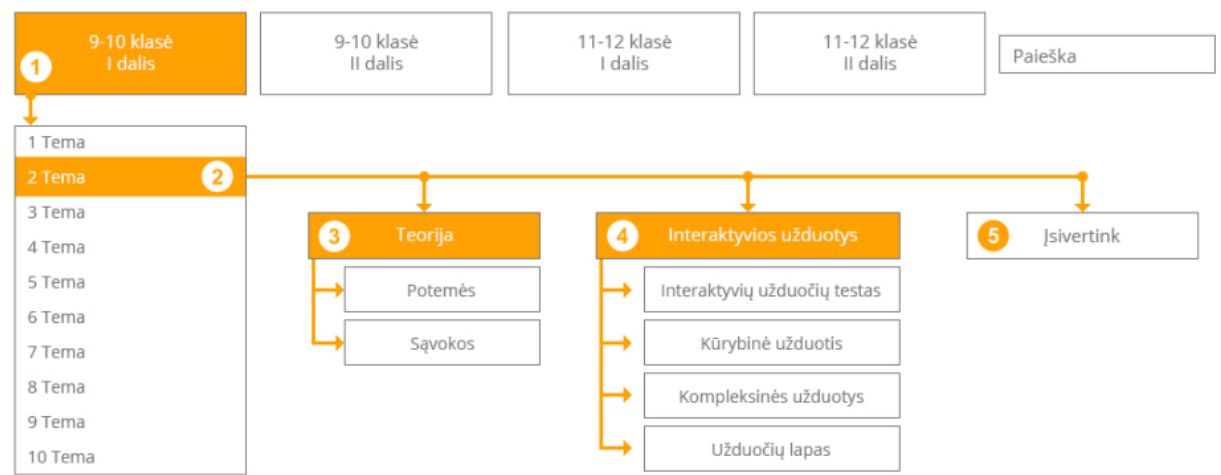 9-10 klasė
I dalis
1
9-10 klasė
II dalis
11-12 klasė
I dalis
11-12 klasė
II dalis
Paieška
1 Tema
2 Tema 2
3 Tema
4 Tema
5 Tema
6 Tema
7 Tema
8 Tema
9 Tema
10 Tema
3 Teorija
Potemės
Sąvokos
4 Interaktyvios užduotys
Interaktyvių užduočių testas
Kūrybinė užduotis
Kompleksinės užduotys
Užduočių lapas
5 Įsivertink